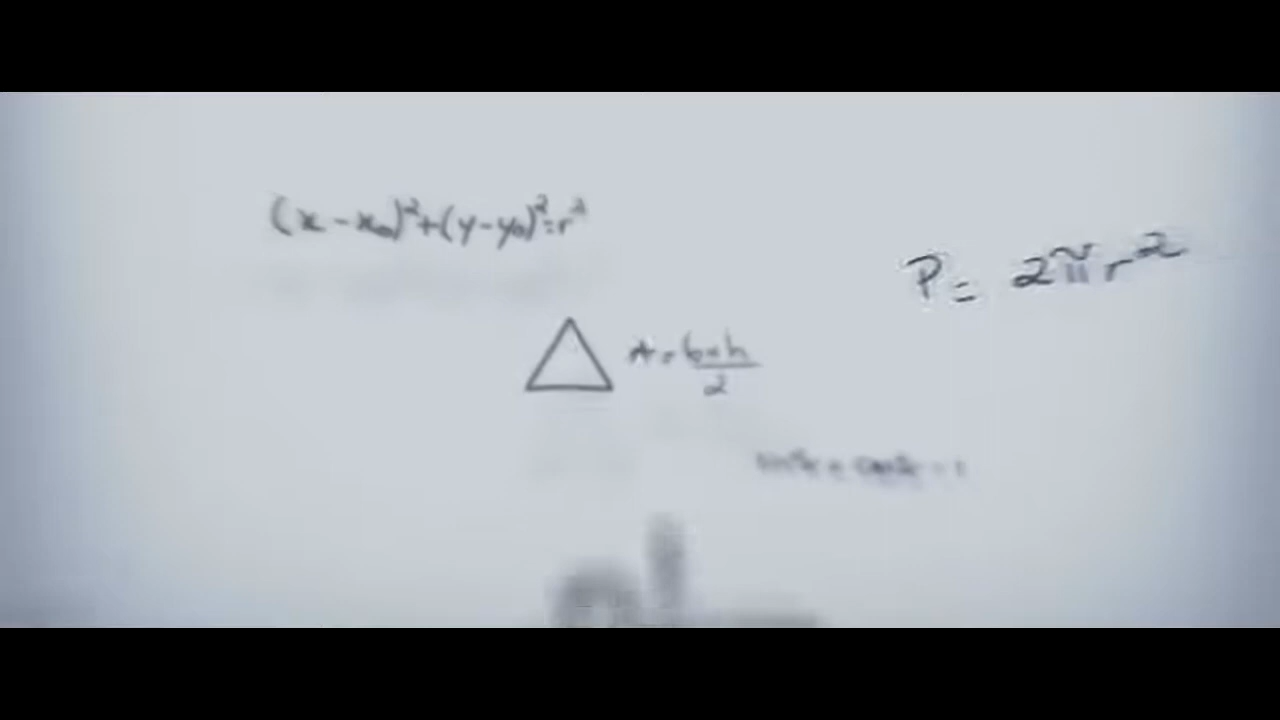 (x-x₀)²+(y-y₀)²=r²
P= 2πr²
A = b×h/2